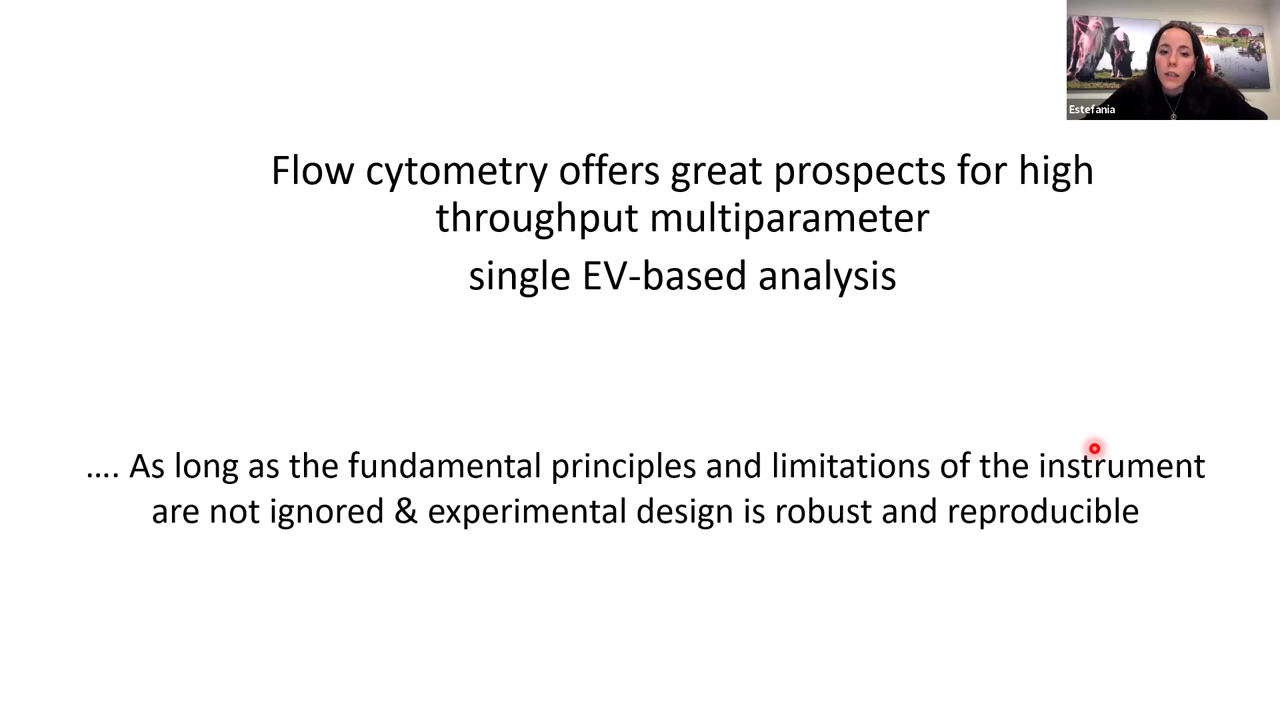 Estefania
Flow cytometry offers great prospects for high
throughput multiparameter
single EV-based analysis
…. As long as the fundamental principles and limitations of the instrument
are not ignored & experimental design is robust and reproducible